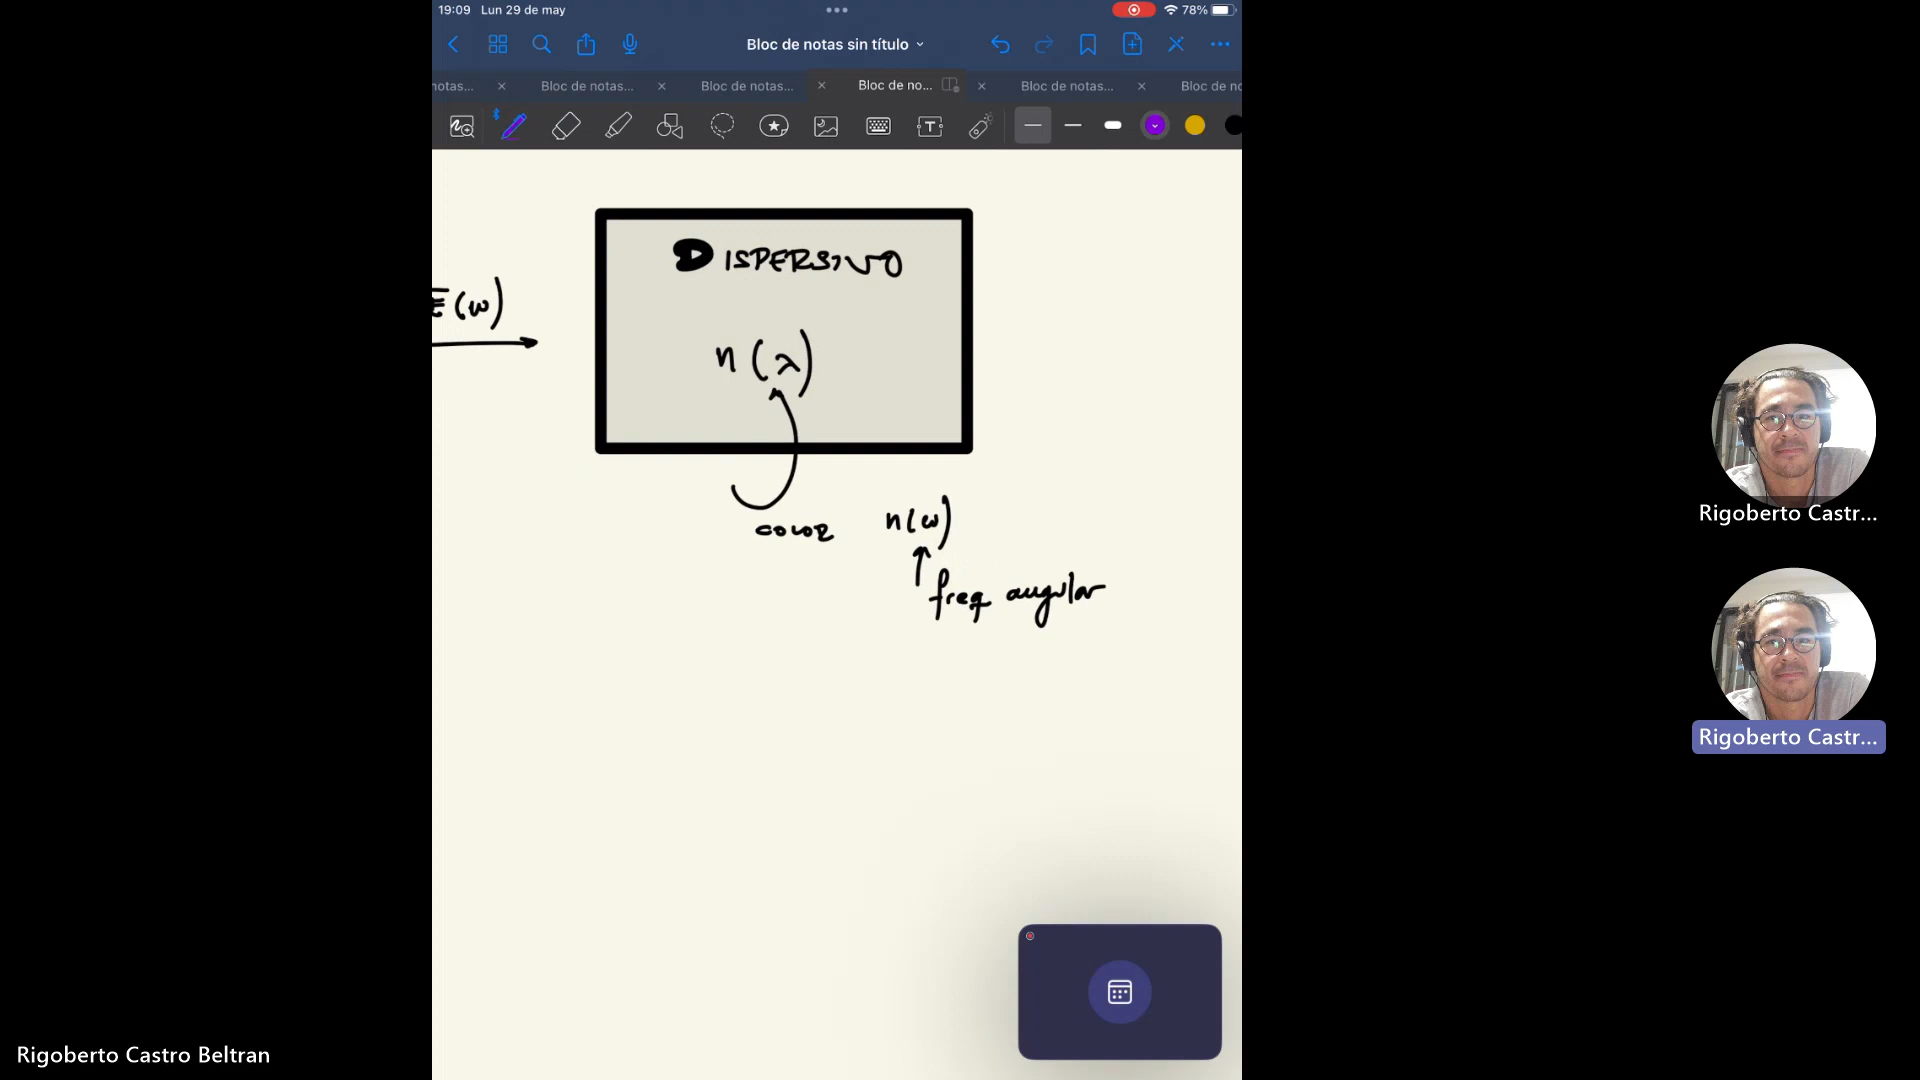 19:09 Lun 29 de may
78%
Bloc de notas sin título
notas...
Bloc de notas...
Bloc de notas...
Bloc de no...
Bloc de notas...
Bloc de no
T
DISPERSIVO
E(ω)
n(λ)
color
n(ω)
freq angular
Rigoberto Castr...
Rigoberto Castr...
Rigoberto Castro Beltran